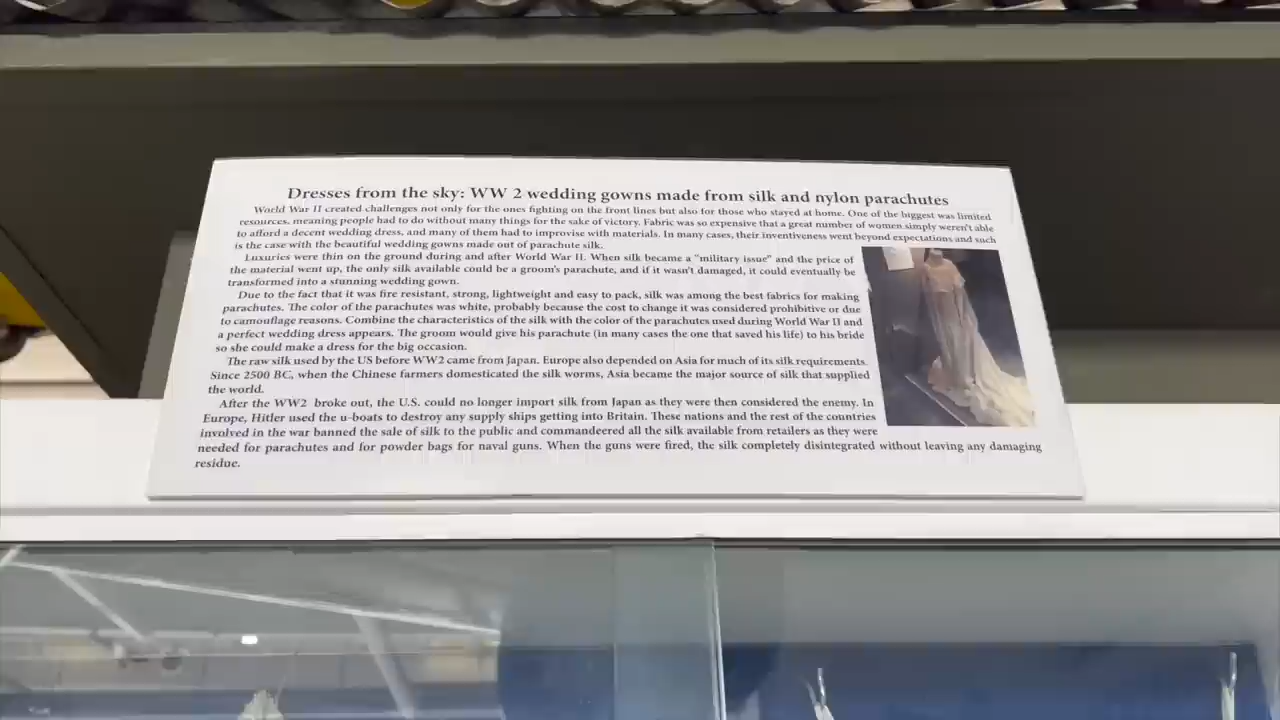 Dresses from the sky: WW 2 wedding gowns made from silk and nylon parachutes
World War II created challenges not only for the ones fighting on the front lines but also for those who stayed at home. One of the biggest was limited
resources, meaning people had to do without many things for the sake of victory. Fabric was so expensive that a great number of women simply weren't able
to afford a decent wedding dress, and many of them had to improvise with materials. In many cases, their inventiveness went beyond expectations and such
is the case with the beautiful wedding gowns made out of parachute silk.
Luxuries were thin on the ground during and after World War II. When silk became a "military issue" and the price of
the material went up, the only silk available could be a groom's parachute, and if it wasn't damaged, it could eventually be
transformed into a stunning wedding gown.
Due to the fact that it was fire resistant, strong, lightweight and easy to pack, silk was among the best fabrics for making
parachutes. The color of the parachutes was white, probably because the cost to change it was considered prohibitive or due
to camouflage reasons. Combine the characteristics of the silk with the color of the parachutes used during World War II and
a perfect wedding dress appears. The groom would give his parachute (in many cases the one that saved his life) to his bride
so she could make a dress for the big occasion.
The raw silk used by the US before WW2 came from Japan. Europe also depended on Asia for much of its silk requirements.
Since 2500 BC, when the Chinese farmers domesticated the silk worms, Asia became the major source of silk that supplied
the world.
After the WW2 broke out, the U.S. could no longer import silk from Japan as they were then considered the enemy. In
Europe, Hitler used the u-boats to destroy any supply ships getting into Britain. These nations and the rest of the countries
involved in the war banned the sale of silk to the public and commandeered all the silk available from retailers as they were
needed for parachutes and for powder bags for naval guns. When the guns were fired, the silk completely disintegrated without leaving any damaging
residue.